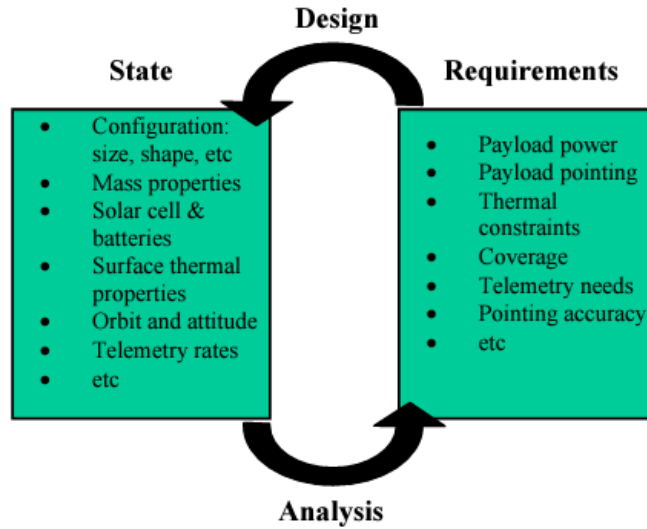 Design
State
Requirements
• Configuration:
size, shape, etc
• Mass properties
• Solar cell &
batteries
• Surface thermal
properties
• Orbit and attitude
• Telemetry rates
• etc
• Payload power
• Payload pointing
• Thermal
constraints
• Coverage
• Telemetry needs
• Pointing accuracy
• etc
Analysis